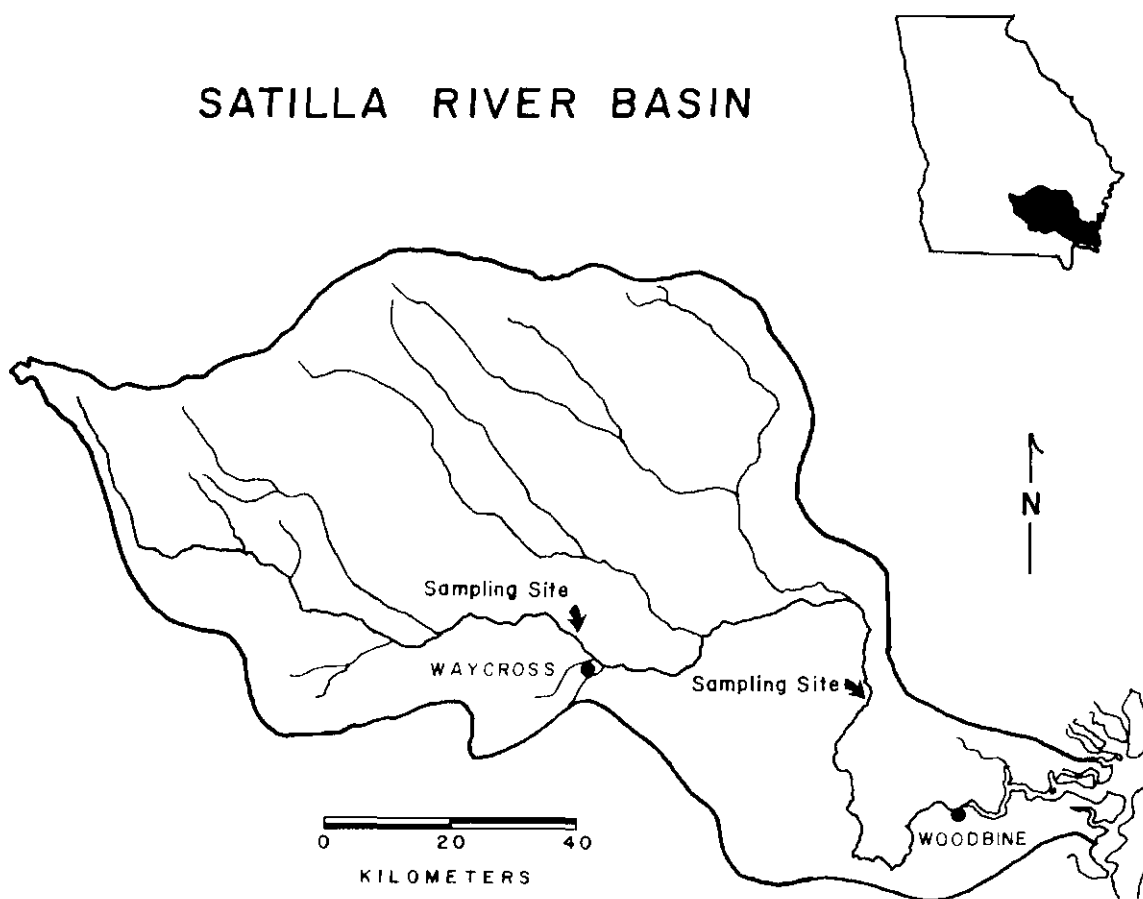 SATILLA RIVER BASIN
N
Sampling Site
WAYCROSS
Sampling Site
WOODBINE
0 20 40
KILOMETERS